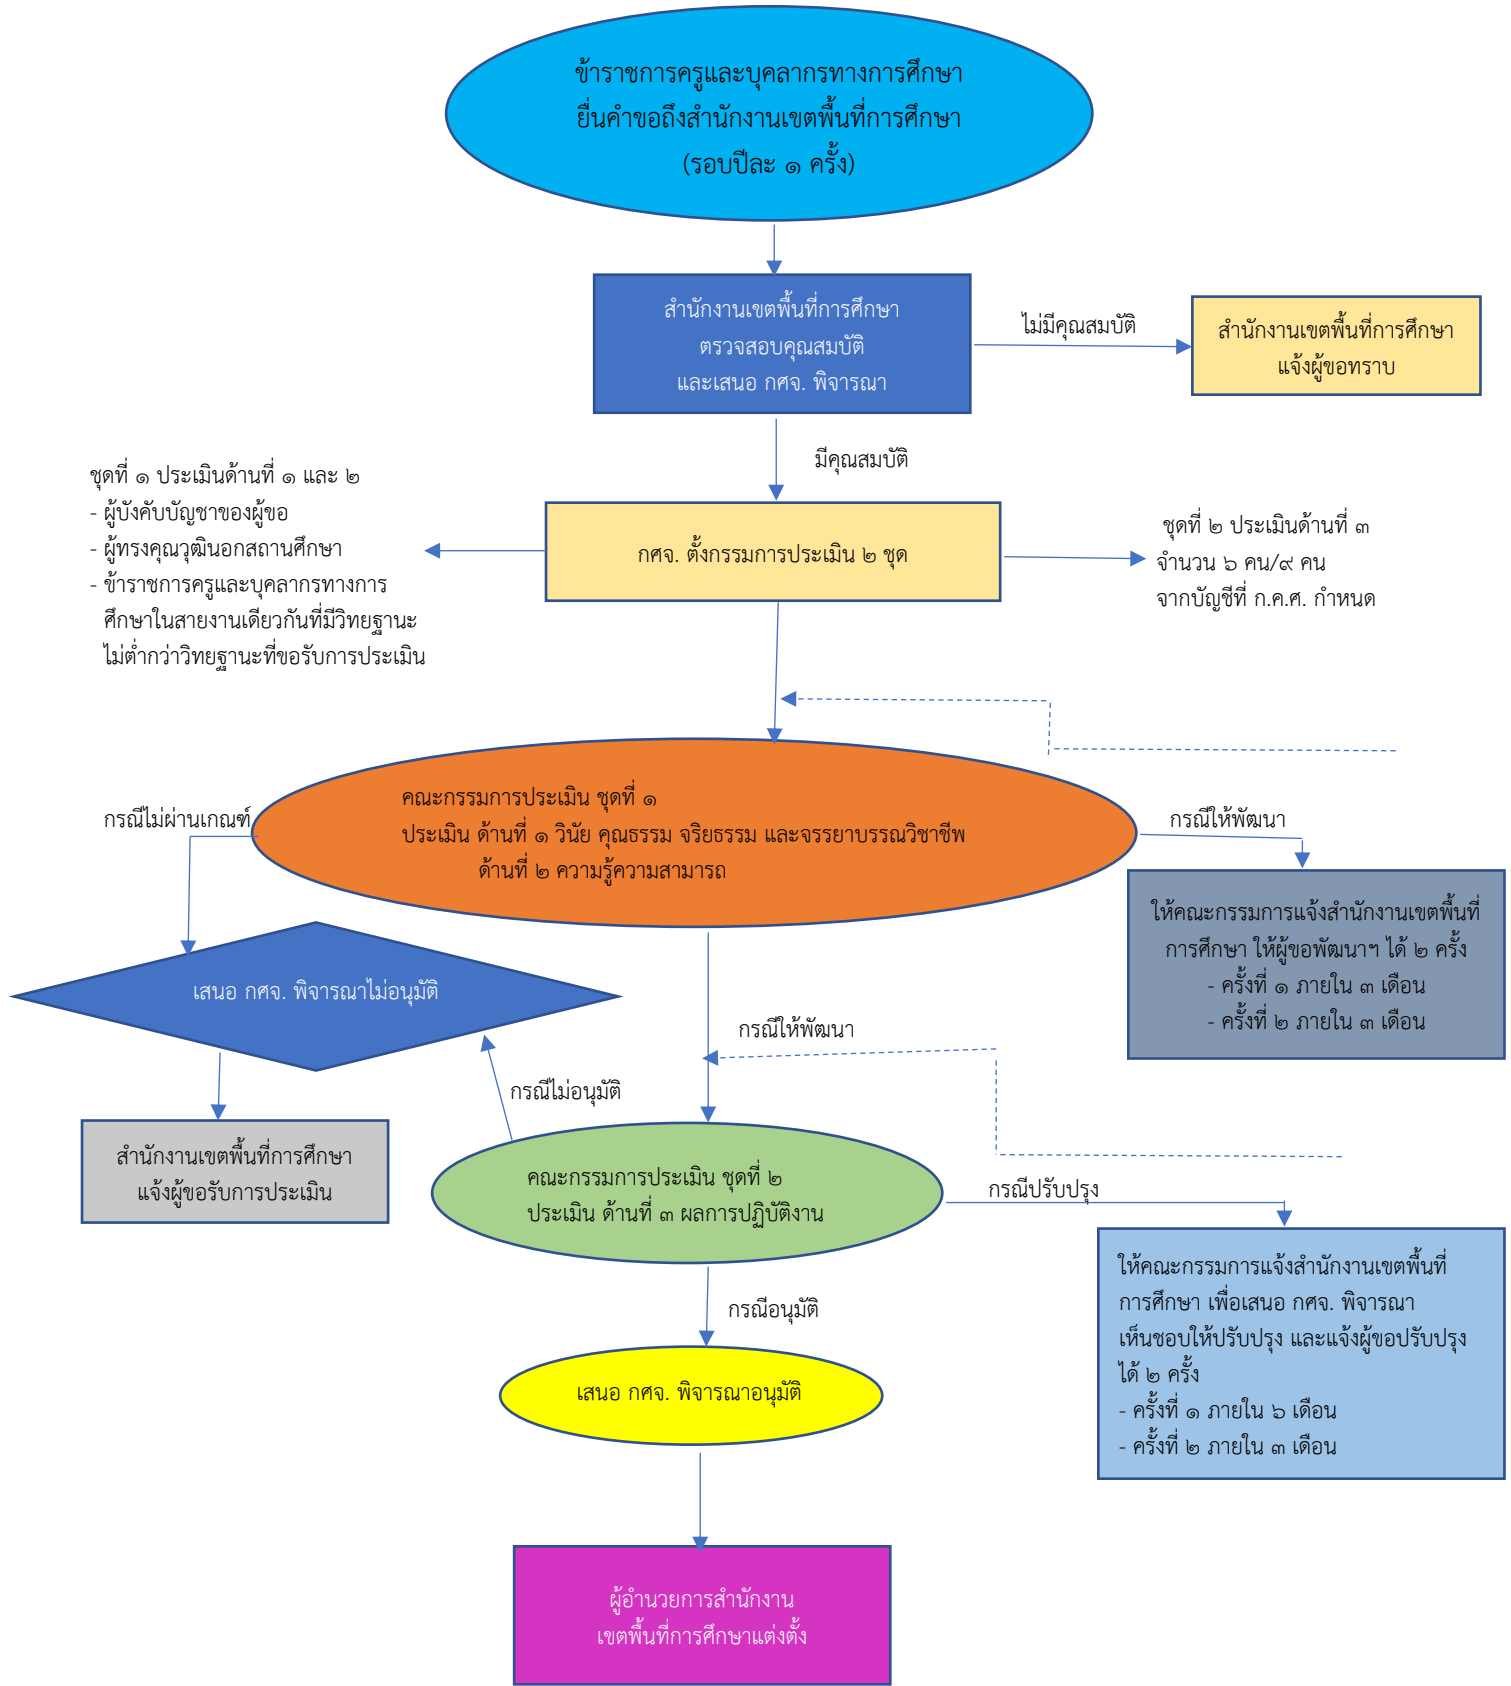 ข้าราชการครูและบุคลากรทางการศึกษา
ยื่นคำขอถึงสำนักงานเขตพื้นที่การศึกษา
(รอบปีละ ๑ ครั้ง)
สำนักงานเขตพื้นที่การศึกษา
ตรวจสอบคุณสมบัติ
และเสนอ กศจ. พิจารณา
ไม่มีคุณสมบัติ
สำนักงานเขตพื้นที่การศึกษา
แจ้งผู้ขอทราบ
มีคุณสมบัติ
ชุดที่ ๑ ประเมินด้านที่ ๑ และ ๒
- ผู้บังคับบัญชาของผู้ขอ
- ผู้ทรงคุณวุฒินอกสถานศึกษา
- ข้าราชการครูและบุคลากรทางการ
ศึกษาในสายงานเดียวกันที่มีวิทยฐานะ
ไม่ต่ำกว่าวิทยฐานะที่ขอรับการประเมิน
กศจ. ตั้งกรรมการประเมิน ๒ ชุด
ชุดที่ ๒ ประเมินด้านที่ ๓
จำนวน ๖ คน/๙ คน
จากบัญชีที่ ก.ค.ศ. กำหนด
กรณีไม่ผ่านเกณฑ์
คณะกรรมการประเมิน ชุดที่ ๑
ประเมิน ด้านที่ ๑ วินัย คุณธรรม จริยธรรม และจรรยาบรรณวิชาชีพ
ด้านที่ ๒ ความรู้ความสามารถ
กรณีให้พัฒนา
ให้คณะกรรมการแจ้งสำนักงานเขตพื้นที่
การศึกษา ให้ผู้ขอพัฒนาฯ ได้ ๒ ครั้ง
- ครั้งที่ ๑ ภายใน ๓ เดือน
- ครั้งที่ ๒ ภายใน ๓ เดือน
เสนอ กศจ. พิจารณาไม่อนุมัติ
กรณีให้พัฒนา
กรณีไม่อนุมัติ
สำนักงานเขตพื้นที่การศึกษา
แจ้งผู้ขอรับการประเมิน
คณะกรรมการประเมิน ชุดที่ ๒
ประเมิน ด้านที่ ๓ ผลการปฏิบัติงาน
กรณีปรับปรุง
ให้คณะกรรมการแจ้งสำนักงานเขตพื้นที่
การศึกษา เพื่อเสนอ กศจ. พิจารณา
เห็นชอบให้ปรับปรุง และแจ้งผู้ขอปรับปรุง
ได้ ๒ ครั้ง
- ครั้งที่ ๑ ภายใน ๖ เดือน
- ครั้งที่ ๒ ภายใน ๓ เดือน
กรณีอนุมัติ
เสนอ กศจ. พิจารณาอนุมัติ
ผู้อำนวยการสำนักงาน
เขตพื้นที่การศึกษาแต่งตั้ง